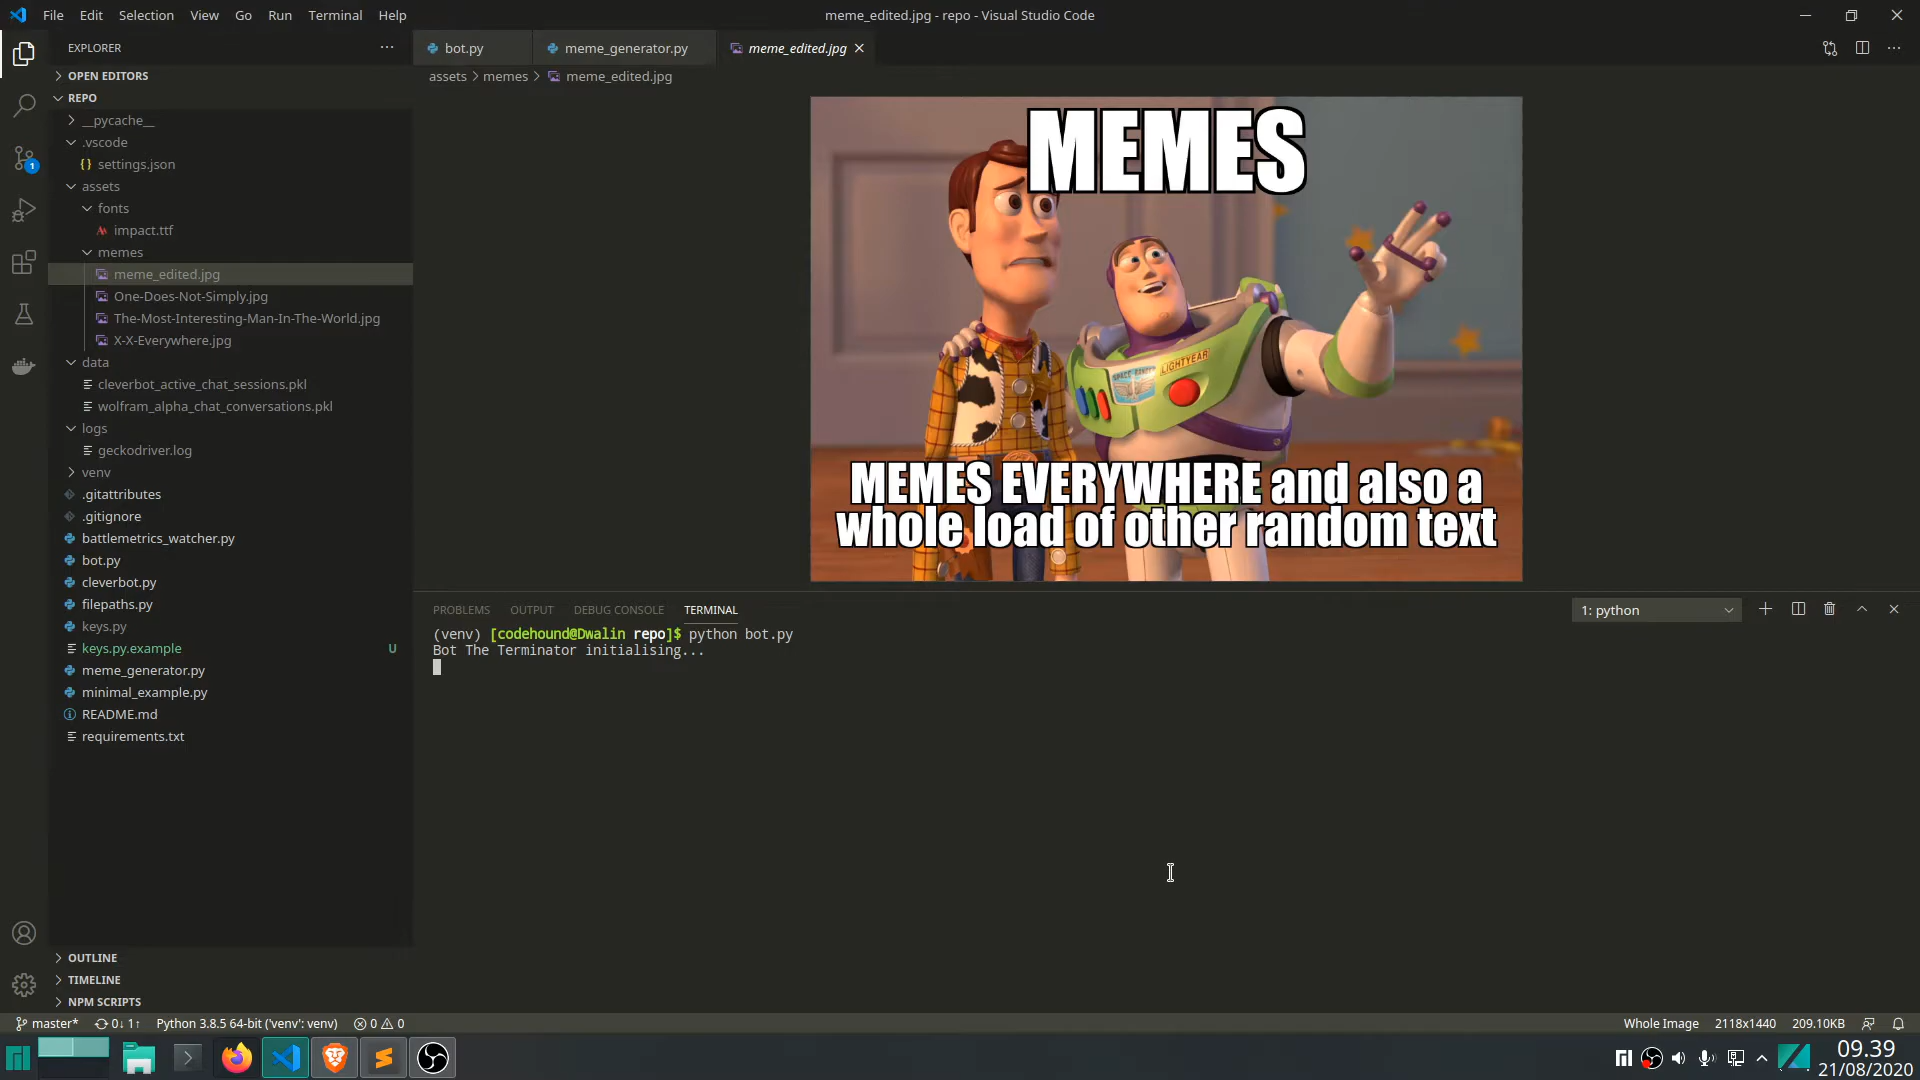 File Edit Selection View Go Run Terminal Help
meme_edited.jpg - repo - Visual Studio Code
EXPLORER
OPEN EDITORS
REPO
__pycache__
.vscode
settings.json
assets
fonts
impact.ttf
memes
meme_edited.jpg
One-Does-Not-Simply.jpg
The-Most-Interesting-Man-In-The-World.jpg
X-X-Everywhere.jpg
data
cleverbot_active_chat_sessions.pkl
wolfram_alpha_chat_conversations.pkl
logs
geckodriver.log
venv
.gitattributes
.gitignore
battlemetrics_watcher.py
bot.py
cleverbot.py
filepaths.py
keys.py
keys.py.example U
meme_generator.py
minimal_example.py
README.md
requirements.txt
OUTLINE
TIMELINE
NPM SCRIPTS
1
bot.py meme_generator.py meme_edited.jpg
assets > memes > meme_edited.jpg
MEMES
SPACE RANGER LIGHTYEAR
MEMES EVERYWHERE and also a
whole load of other random text
PROBLEMS OUTPUT DEBUG CONSOLE TERMINAL
1: python
(venv) [codehound@Dwalin repo]$ python bot.py
Bot The Terminator initialising...
master* 0↓ 1↑ Python 3.8.5 64-bit ('venv': venv) 0 0
Whole Image 2118x1440 209.10KB
09.39
21/08/2020